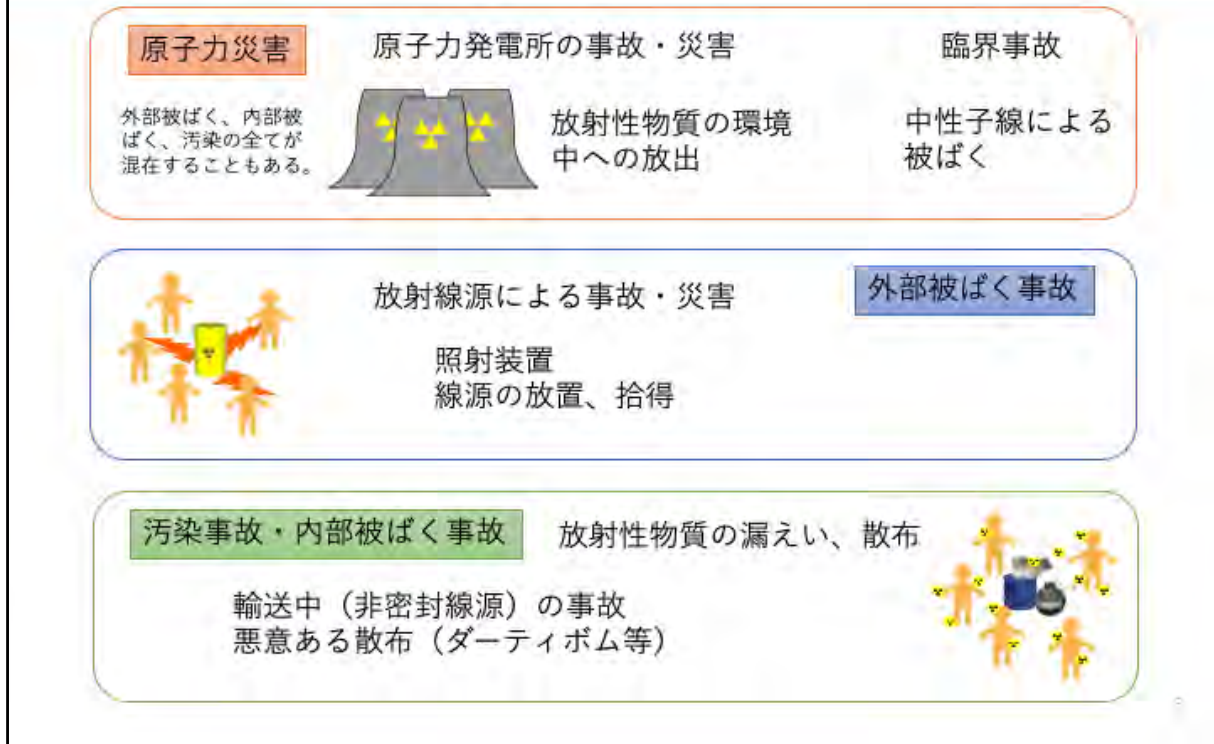 原子力災害
原子力発電所の事故・災害
臨界事故
外部被ばく、内部被
ばく、汚染の全てが
混在することもある。
放射性物質の環境
中への放出
中性子線による
被ばく
放射線源による事故・災害
外部被ばく事故
照射装置
線源の放置、拾得
汚染事故・内部被ばく事故
放射性物質の漏えい、散布
輸送中（非密封線源）の事故
悪意ある散布（ダーティボム等）